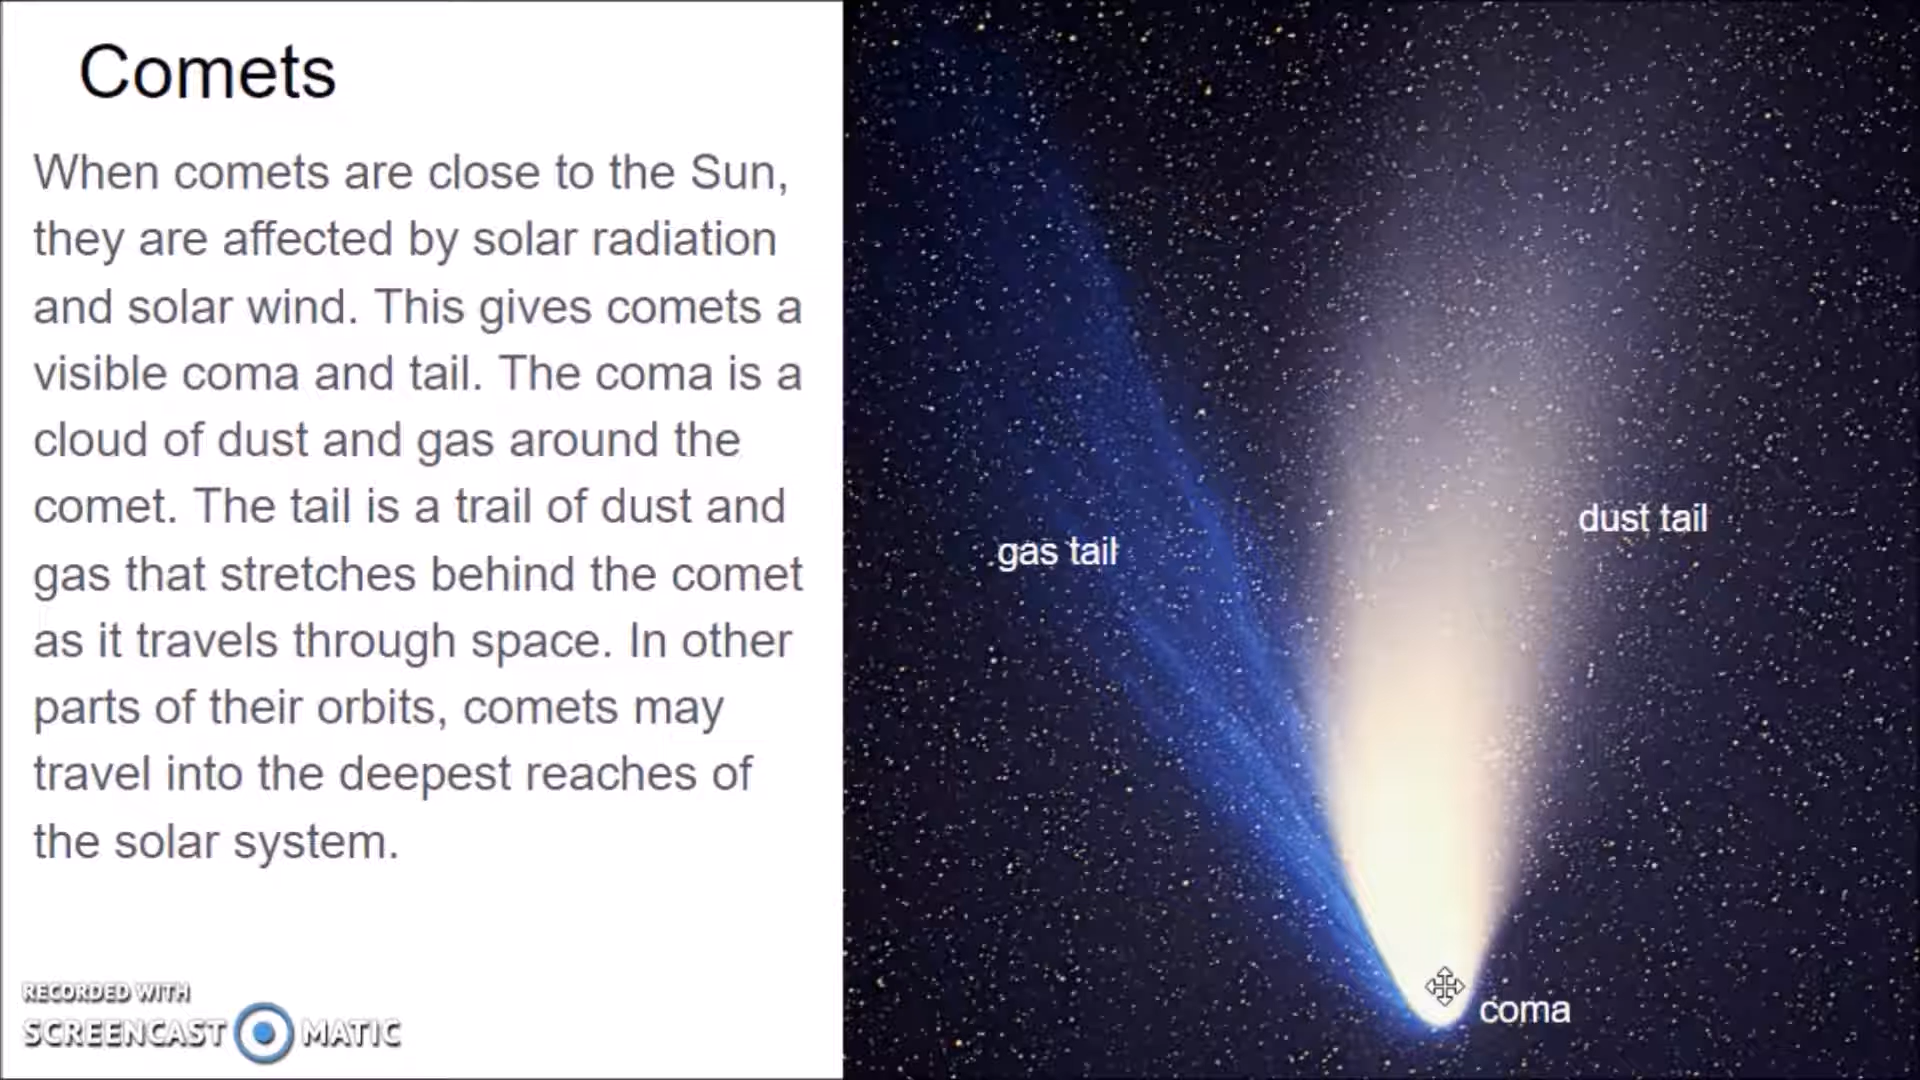 Comets
When comets are close to the Sun,
they are affected by solar radiation
and solar wind. This gives comets a
visible coma and tail. The coma is a
cloud of dust and gas around the
comet. The tail is a trail of dust and
gas that stretches behind the comet
as it travels through space. In other
parts of their orbits, comets may
travel into the deepest reaches of
the solar system.
RECORDED WITH
SCREENCAST MATIC
gas tail
dust tail
coma